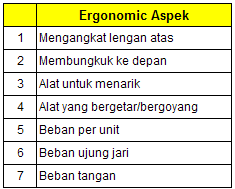 Ergonomic Aspek
1 Mengangkat lengan atas
2 Membungkuk ke depan
3 Alat untuk menarik
4 Alat yang bergetar/bergoyang
5 Beban per unit
6 Beban ujung jari
7 Beban tangan